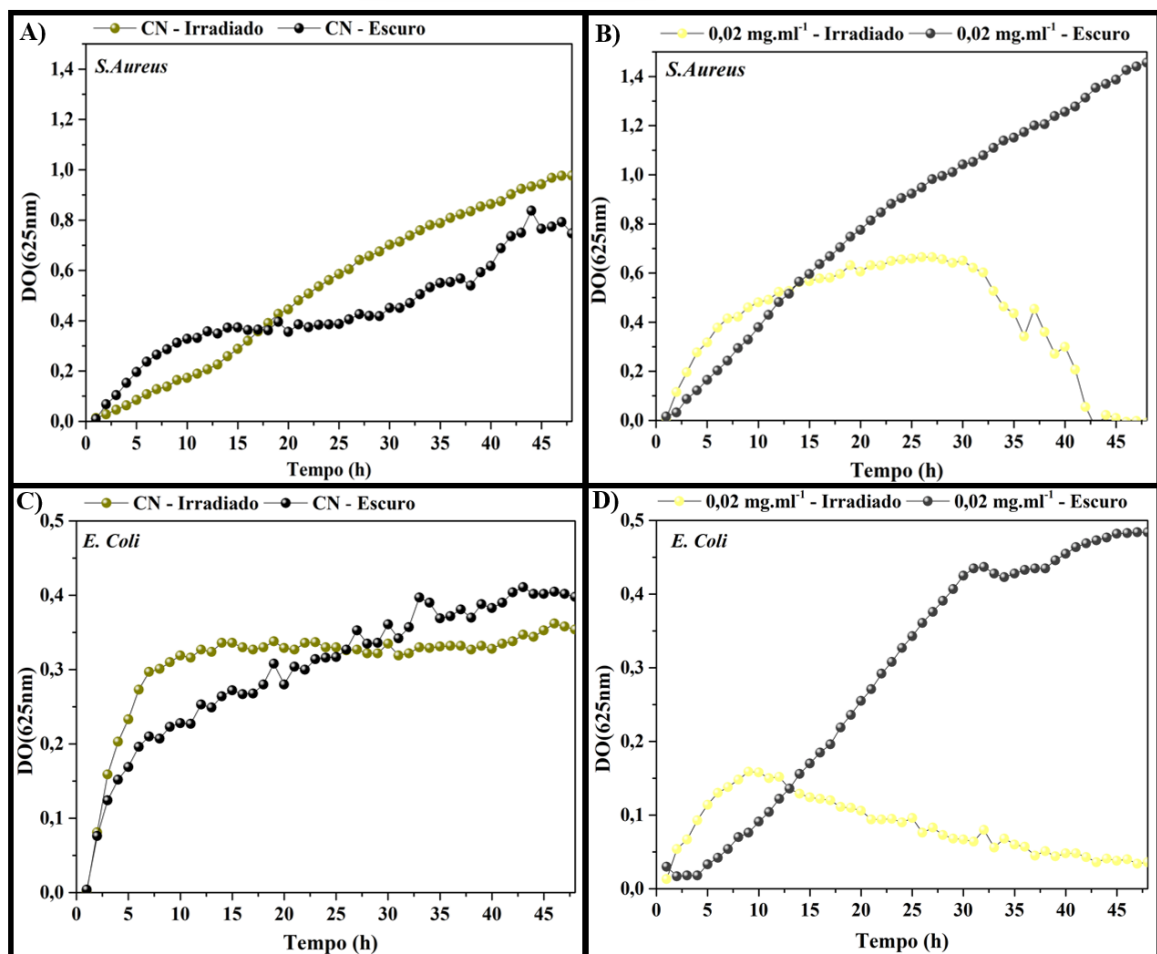 A)
CN - Irradiado CN - Escuro
S.Aureus
DO(625nm)
1,4
1,2
1,0
0,8
0,6
0,4
0,2
0,0
0 5 10 15 20 25 30 35 40 45
Tempo (h)
B)
0,02 mg.ml⁻¹ - Irradiado 0,02 mg.ml⁻¹ - Escuro
S.Aureus
DO(625nm)
1,4
1,2
1,0
0,8
0,6
0,4
0,2
0,0
0 5 10 15 20 25 30 35 40 45
Tempo (h)
C)
CN - Irradiado CN - Escuro
E. Coli
DO(625nm)
0,5
0,4
0,3
0,2
0,1
0,0
0 5 10 15 20 25 30 35 40 45
Tempo (h)
D)
0,02 mg.ml⁻¹ - Irradiado 0,02 mg.ml⁻¹ - Escuro
E. Coli
DO(625nm)
0,5
0,4
0,3
0,2
0,1
0,0
0 5 10 15 20 25 30 35 40 45
Tempo (h)